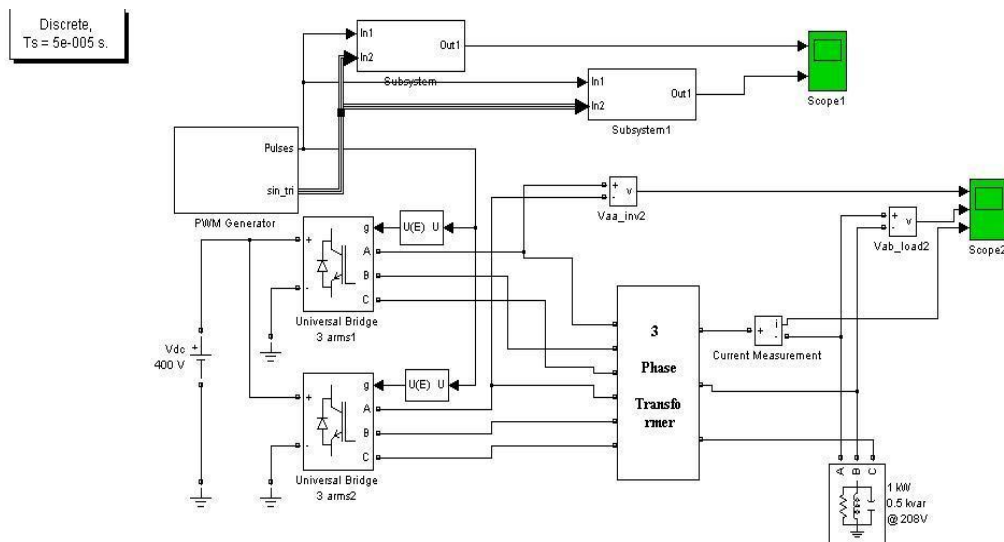 Discrete,
Ts = 5e-005 s.
In1
In2
Out1
Subsystem
In1
In2
Out1
Subsystem1
Scope1
Pulses
sin_tri
PWM Generator
+
-
v
Vaa_inv2
+
-
v
Vab_load2
Scope2
g
+
A
B
-
C
U(E) U
Universal Bridge
3 arms1
Vdc
400 V
+
3
Phase
Transfo
rmer
+
i
-
Current Measurement
g
+
A
B
-
C
U(E) U
Universal Bridge
3 arms2
A B C
1 kW
0.5 kvar
@ 208V